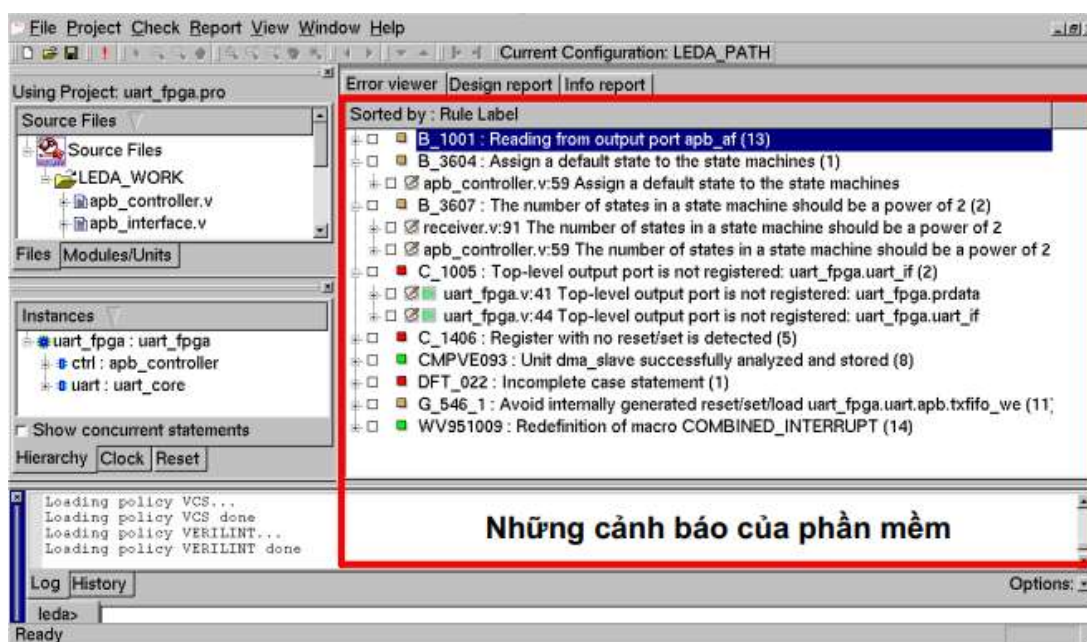 File Project Check Report View Window Help
Current Configuration: LEDA_PATH
Using Project: uart_fpga.pro
Source Files
Source Files
LEDA_WORK
apb_controller.v
apb_interface.v
Files Modules/Units
Instances
uart_fpga : uart_fpga
ctrl : apb_controller
uart : uart_core
Show concurrent statements
Hierarchy Clock Reset
Error viewer Design report Info report
Sorted by : Rule Label
B_1001 : Reading from output port apb_af (13)
B_3604 : Assign a default state to the state machines (1)
apb_controller.v:59 Assign a default state to the state machines
B_3607 : The number of states in a state machine should be a power of 2 (2)
receiver.v:91 The number of states in a state machine should be a power of 2
apb_controller.v:59 The number of states in a state machine should be a power of 2
C_1005 : Top-level output port is not registered: uart_fpga.uart_if (2)
uart_fpga.v:41 Top-level output port is not registered: uart_fpga.prdata
uart_fpga.v:44 Top-level output port is not registered: uart_fpga.uart_if
C_1406 : Register with no reset/set is detected (5)
CMPVE093 : Unit dma_slave successfully analyzed and stored (8)
DFT_022 : Incomplete case statement (1)
G_546_1 : Avoid internally generated reset/set/load uart_fpga.uart.apb.txfifo_we (11)
WV951009 : Redefinition of macro COMBINED_INTERRUPT (14)
Loading policy VCS...
Loading policy VCS done
Loading policy VERILINT...
Loading policy VERILINT done
Những cảnh báo của phần mềm
Log History
Options:
leda>
Ready